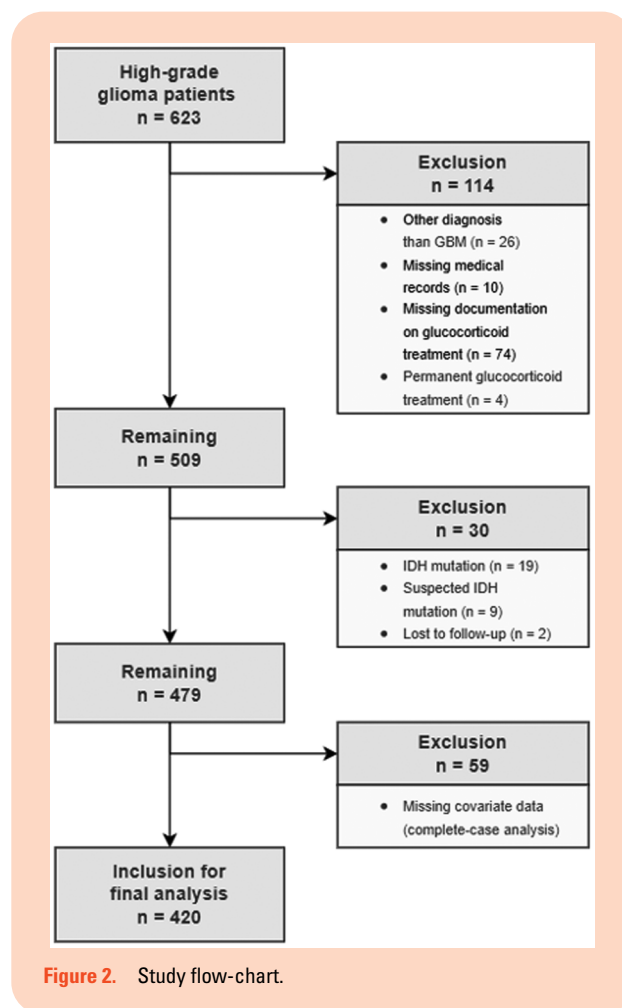 High-grade
glioma patients
n = 623
Exclusion
n = 114
• Other diagnosis
than GBM (n = 26)
• Missing medical
records (n = 10)
• Missing documentation
on glucocorticoid
treatment (n = 74)
• Permanent glucocorticoid
treatment (n = 4)
Remaining
n = 509
Exclusion
n = 30
• IDH mutation (n = 19)
• Suspected IDH
mutation (n = 9)
• Lost to follow-up (n = 2)
Remaining
n = 479
Exclusion
n = 59
• Missing covariate data
(complete-case analysis)
Inclusion for
final analysis
n = 420
Figure 2. Study flow-chart.